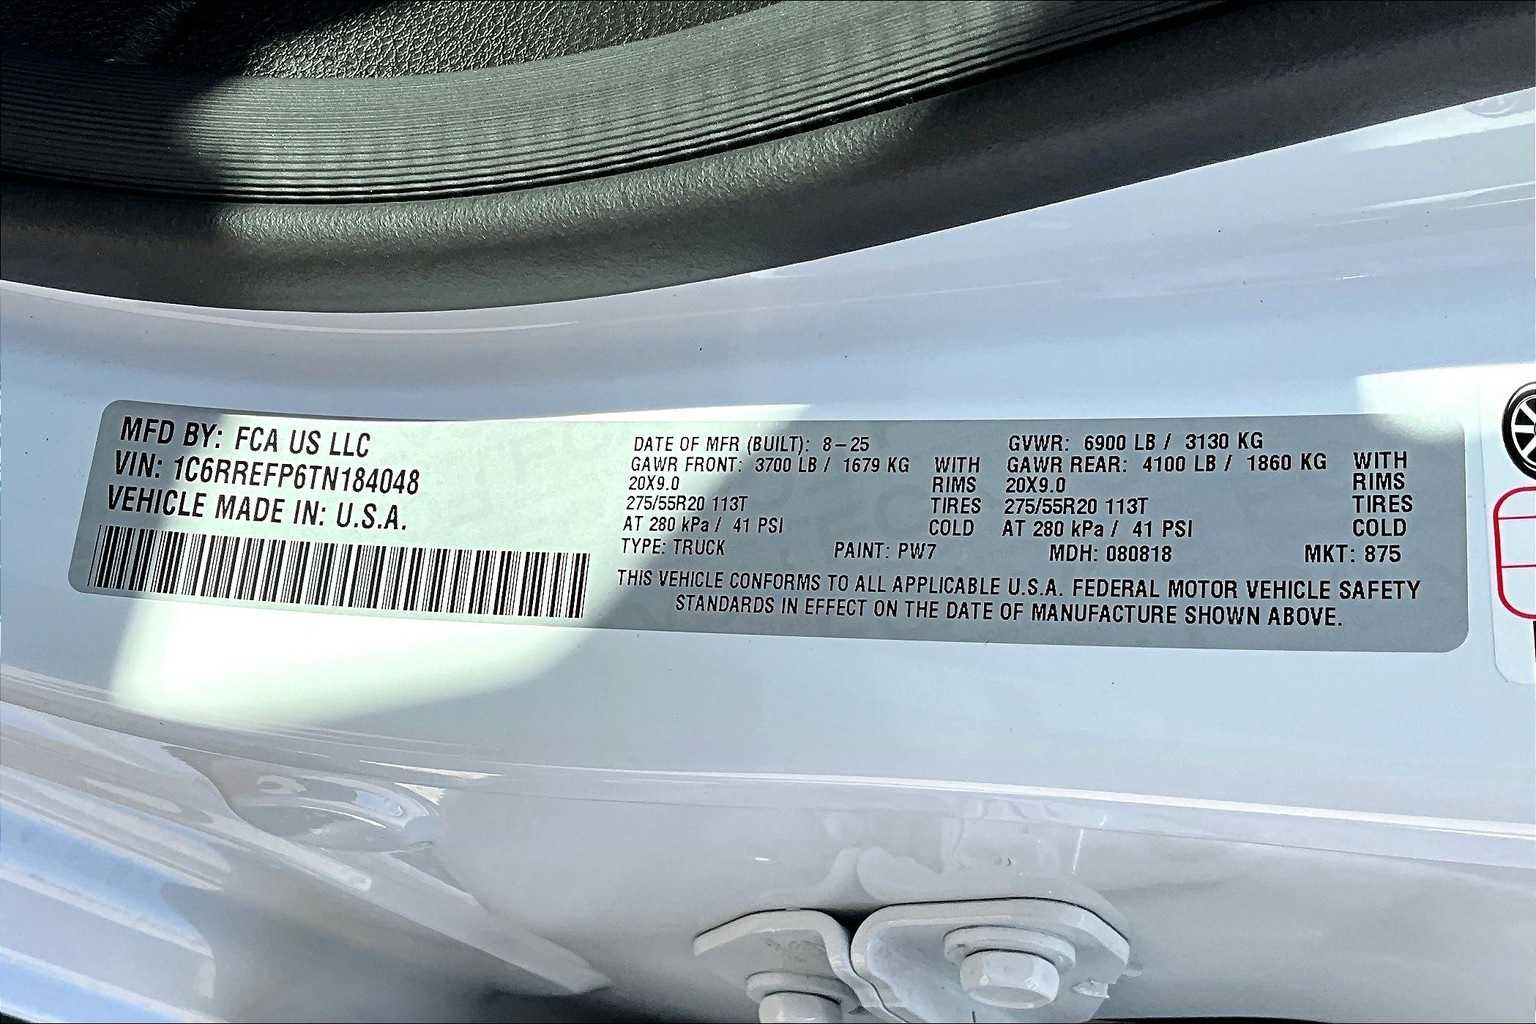 MFD BY: FCA US LLC
VIN: 1C6RREFP6TN184048
VEHICLE MADE IN: U.S.A.
DATE OF MFR (BUILT): 8-25 GVWR: 6900 LB / 3130 KG
GAWR FRONT: 3700 LB / 1679 KG WITH GAWR REAR: 4100 LB / 1860 KG WITH
20X9.0 RIMS 20X9.0 RIMS
275/55R20 113T TIRES 275/55R20 113T TIRES
AT 280 kPa / 41 PSI COLD AT 280 kPa / 41 PSI COLD
TYPE: TRUCK PAINT: PW7 MDH: 080818 MKT: 875
THIS VEHICLE CONFORMS TO ALL APPLICABLE U.S.A. FEDERAL MOTOR VEHICLE SAFETY
STANDARDS IN EFFECT ON THE DATE OF MANUFACTURE SHOWN ABOVE.